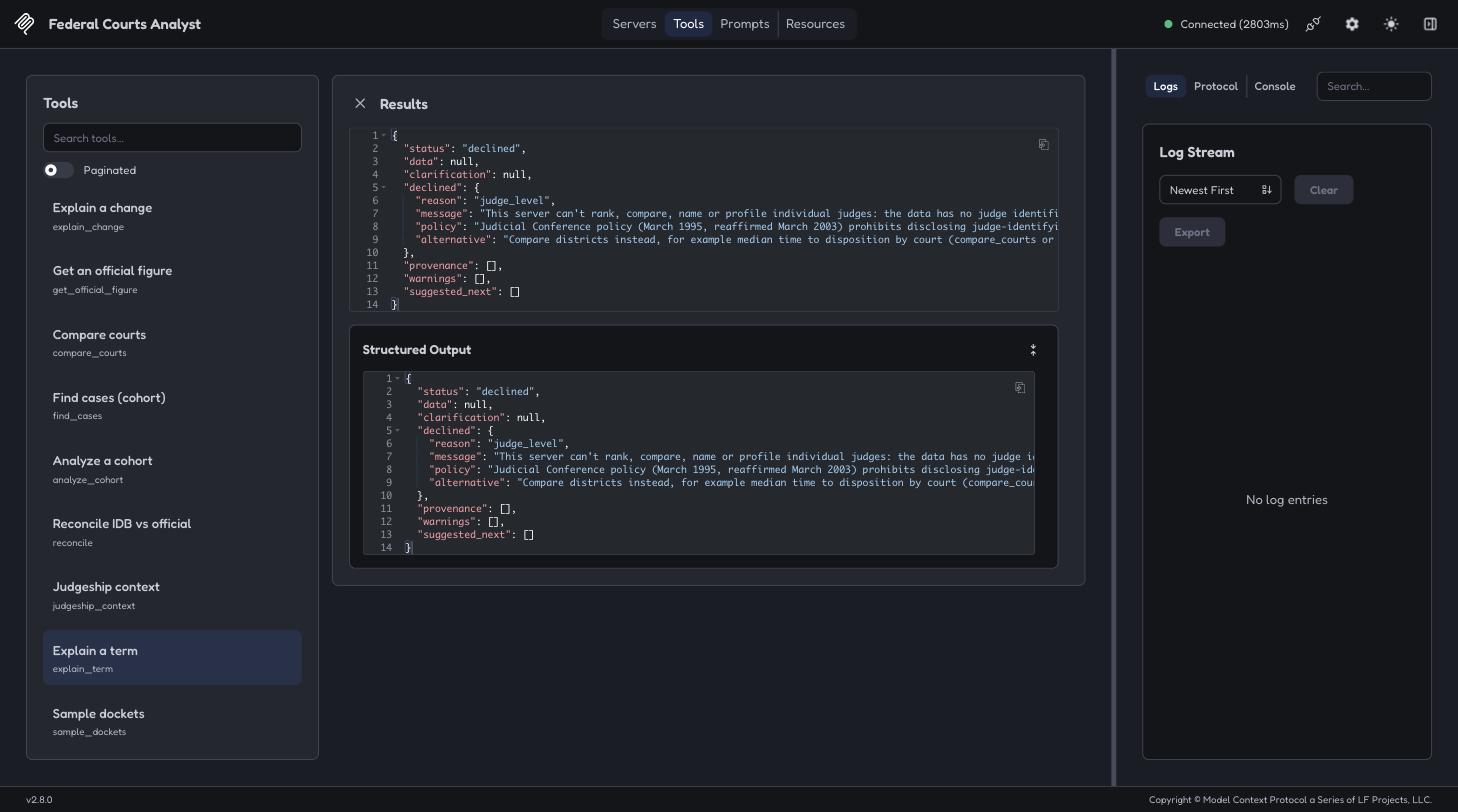 Federal Courts Analyst
Servers Tools Prompts Resources
Connected (2803ms)
Tools
Search tools...
Paginated
Explain a change
explain_change
Get an official figure
get_official_figure
Compare courts
compare_courts
Find cases (cohort)
find_cases
Analyze a cohort
analyze_cohort
Reconcile IDB vs official
reconcile
Judgeship context
judgeship_context
Explain a term
explain_term
Sample dockets
sample_dockets
Results
1 {
2 "status": "declined",
3 "data": null,
4 "clarification": null,
5 "declined": {
6 "reason": "judge_level",
7 "message": "This server can't rank, compare, name or profile individual judges: the data has no judge identifi
8 "policy": "Judicial Conference policy (March 1995, reaffirmed March 2003) prohibits disclosing judge-identifyi
9 "alternative": "Compare districts instead, for example median time to disposition by court (compare_courts or
10 },
11 "provenance": [],
12 "warnings": [],
13 "suggested_next": []
14 }
Structured Output
1 {
2 "status": "declined",
3 "data": null,
4 "clarification": null,
5 "declined": {
6 "reason": "judge_level",
7 "message": "This server can't rank, compare, name or profile individual judges: the data has no judge i
8 "policy": "Judicial Conference policy (March 1995, reaffirmed March 2003) prohibits disclosing judge-id
9 "alternative": "Compare districts instead, for example median time to disposition by court (compare_cou
10 },
11 "provenance": [],
12 "warnings": [],
13 "suggested_next": []
14 }
Logs Protocol Console
Search...
Log Stream
Newest First
Clear
Export
No log entries
v2.8.0
Copyright © Model Context Protocol a Series of LF Projects, LLC.